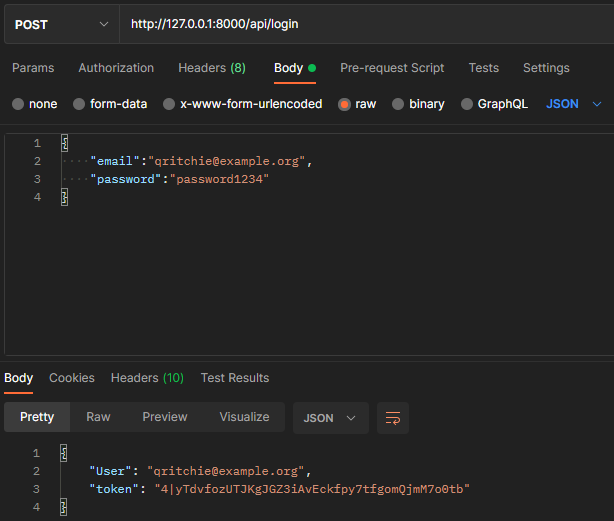 POST http://127.0.0.1:8000/api/login
Params Authorization Headers (8) Body Pre-request Script Tests Settings
none form-data x-www-form-urlencoded raw binary GraphQL JSON
1 {
2 "email":"qritchie@example.org",
3 "password":"password1234"
4 }
Body Cookies Headers (10) Test Results
Pretty Raw Preview Visualize JSON
1 {
2 "User": "qritchie@example.org",
3 "token": "4|yTdvfozUTJKgJGZ3iAvEckfpy7tfgomQjmM7o0tb"
4 }